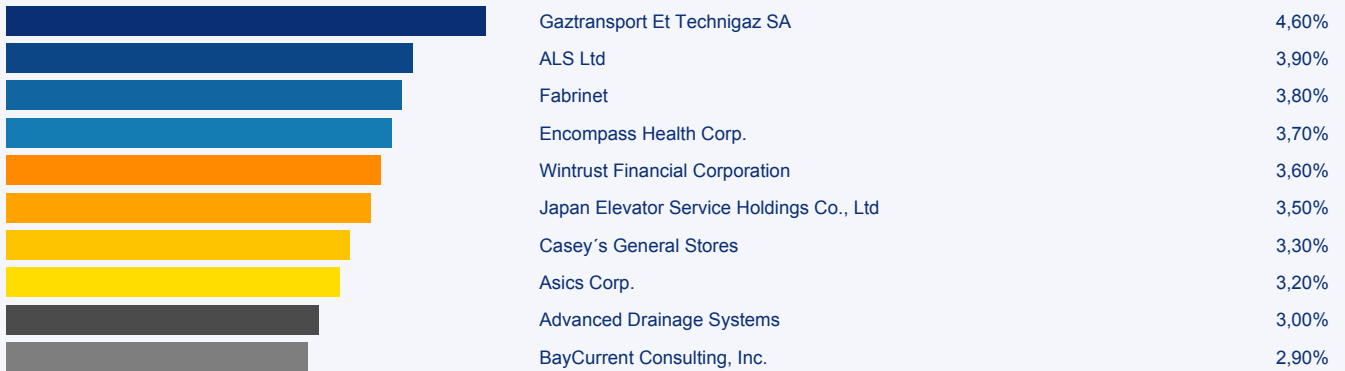 Gaztransport Et Technigaz SA 4,60%
ALS Ltd 3,90%
Fabrinet 3,80%
Encompass Health Corp. 3,70%
Wintrust Financial Corporation 3,60%
Japan Elevator Service Holdings Co., Ltd 3,50%
Casey´s General Stores 3,30%
Asics Corp. 3,20%
Advanced Drainage Systems 3,00%
BayCurrent Consulting, Inc. 2,90%